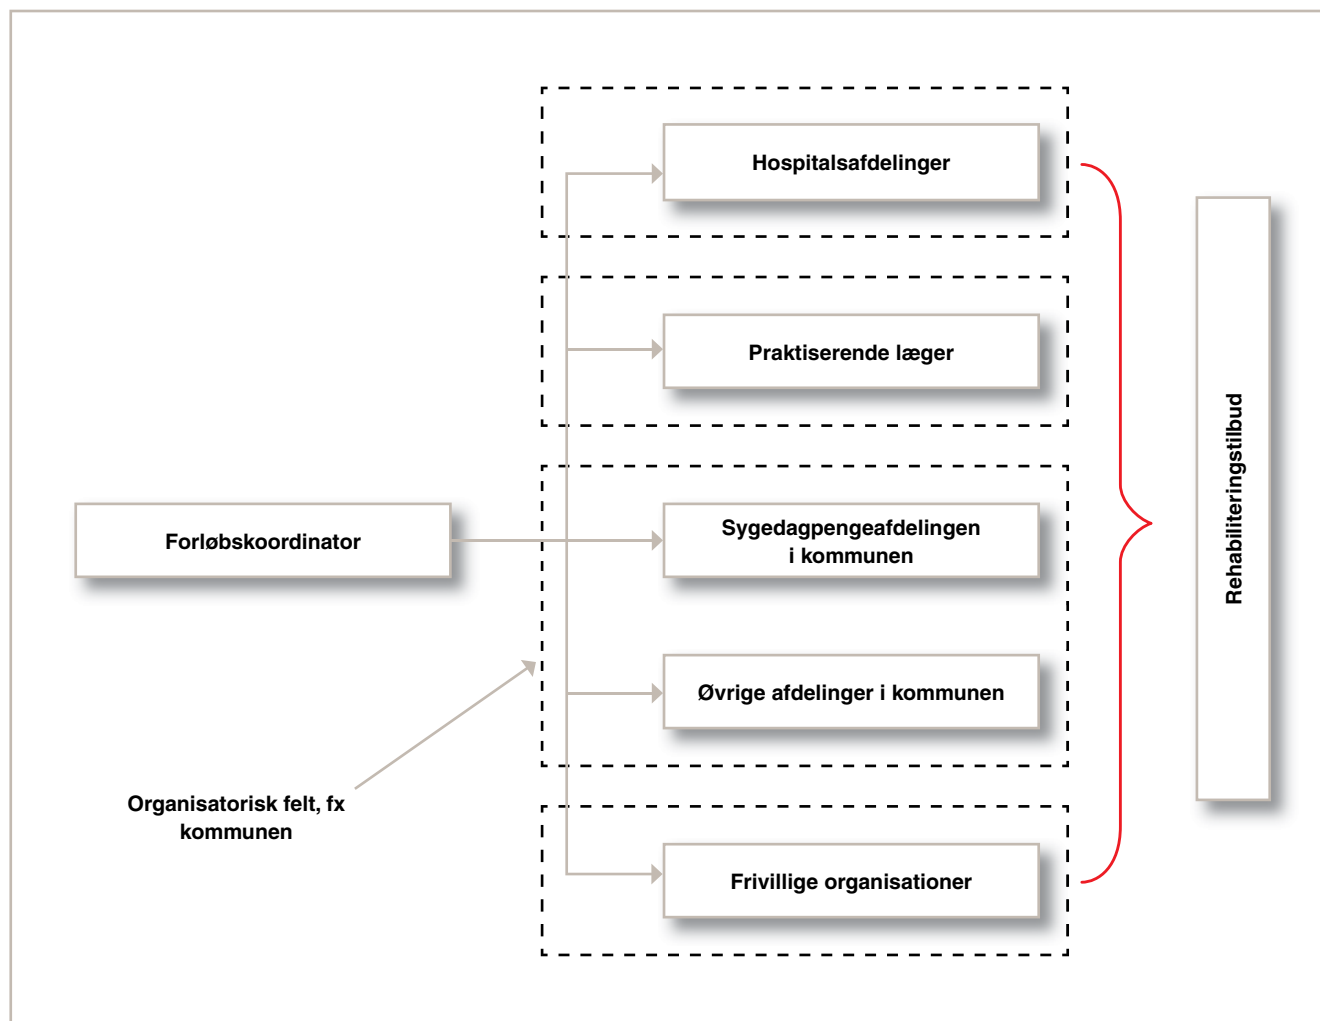 Hospitalsafdelinger
Praktiserende læger
Forløbskoordinator
Sygedagpengeafdelingen
i kommunen
Øvrige afdelinger i kommunen
Organisatorisk felt, fx
kommunen
Frivillige organisationer
Rehabiliteringstilbud